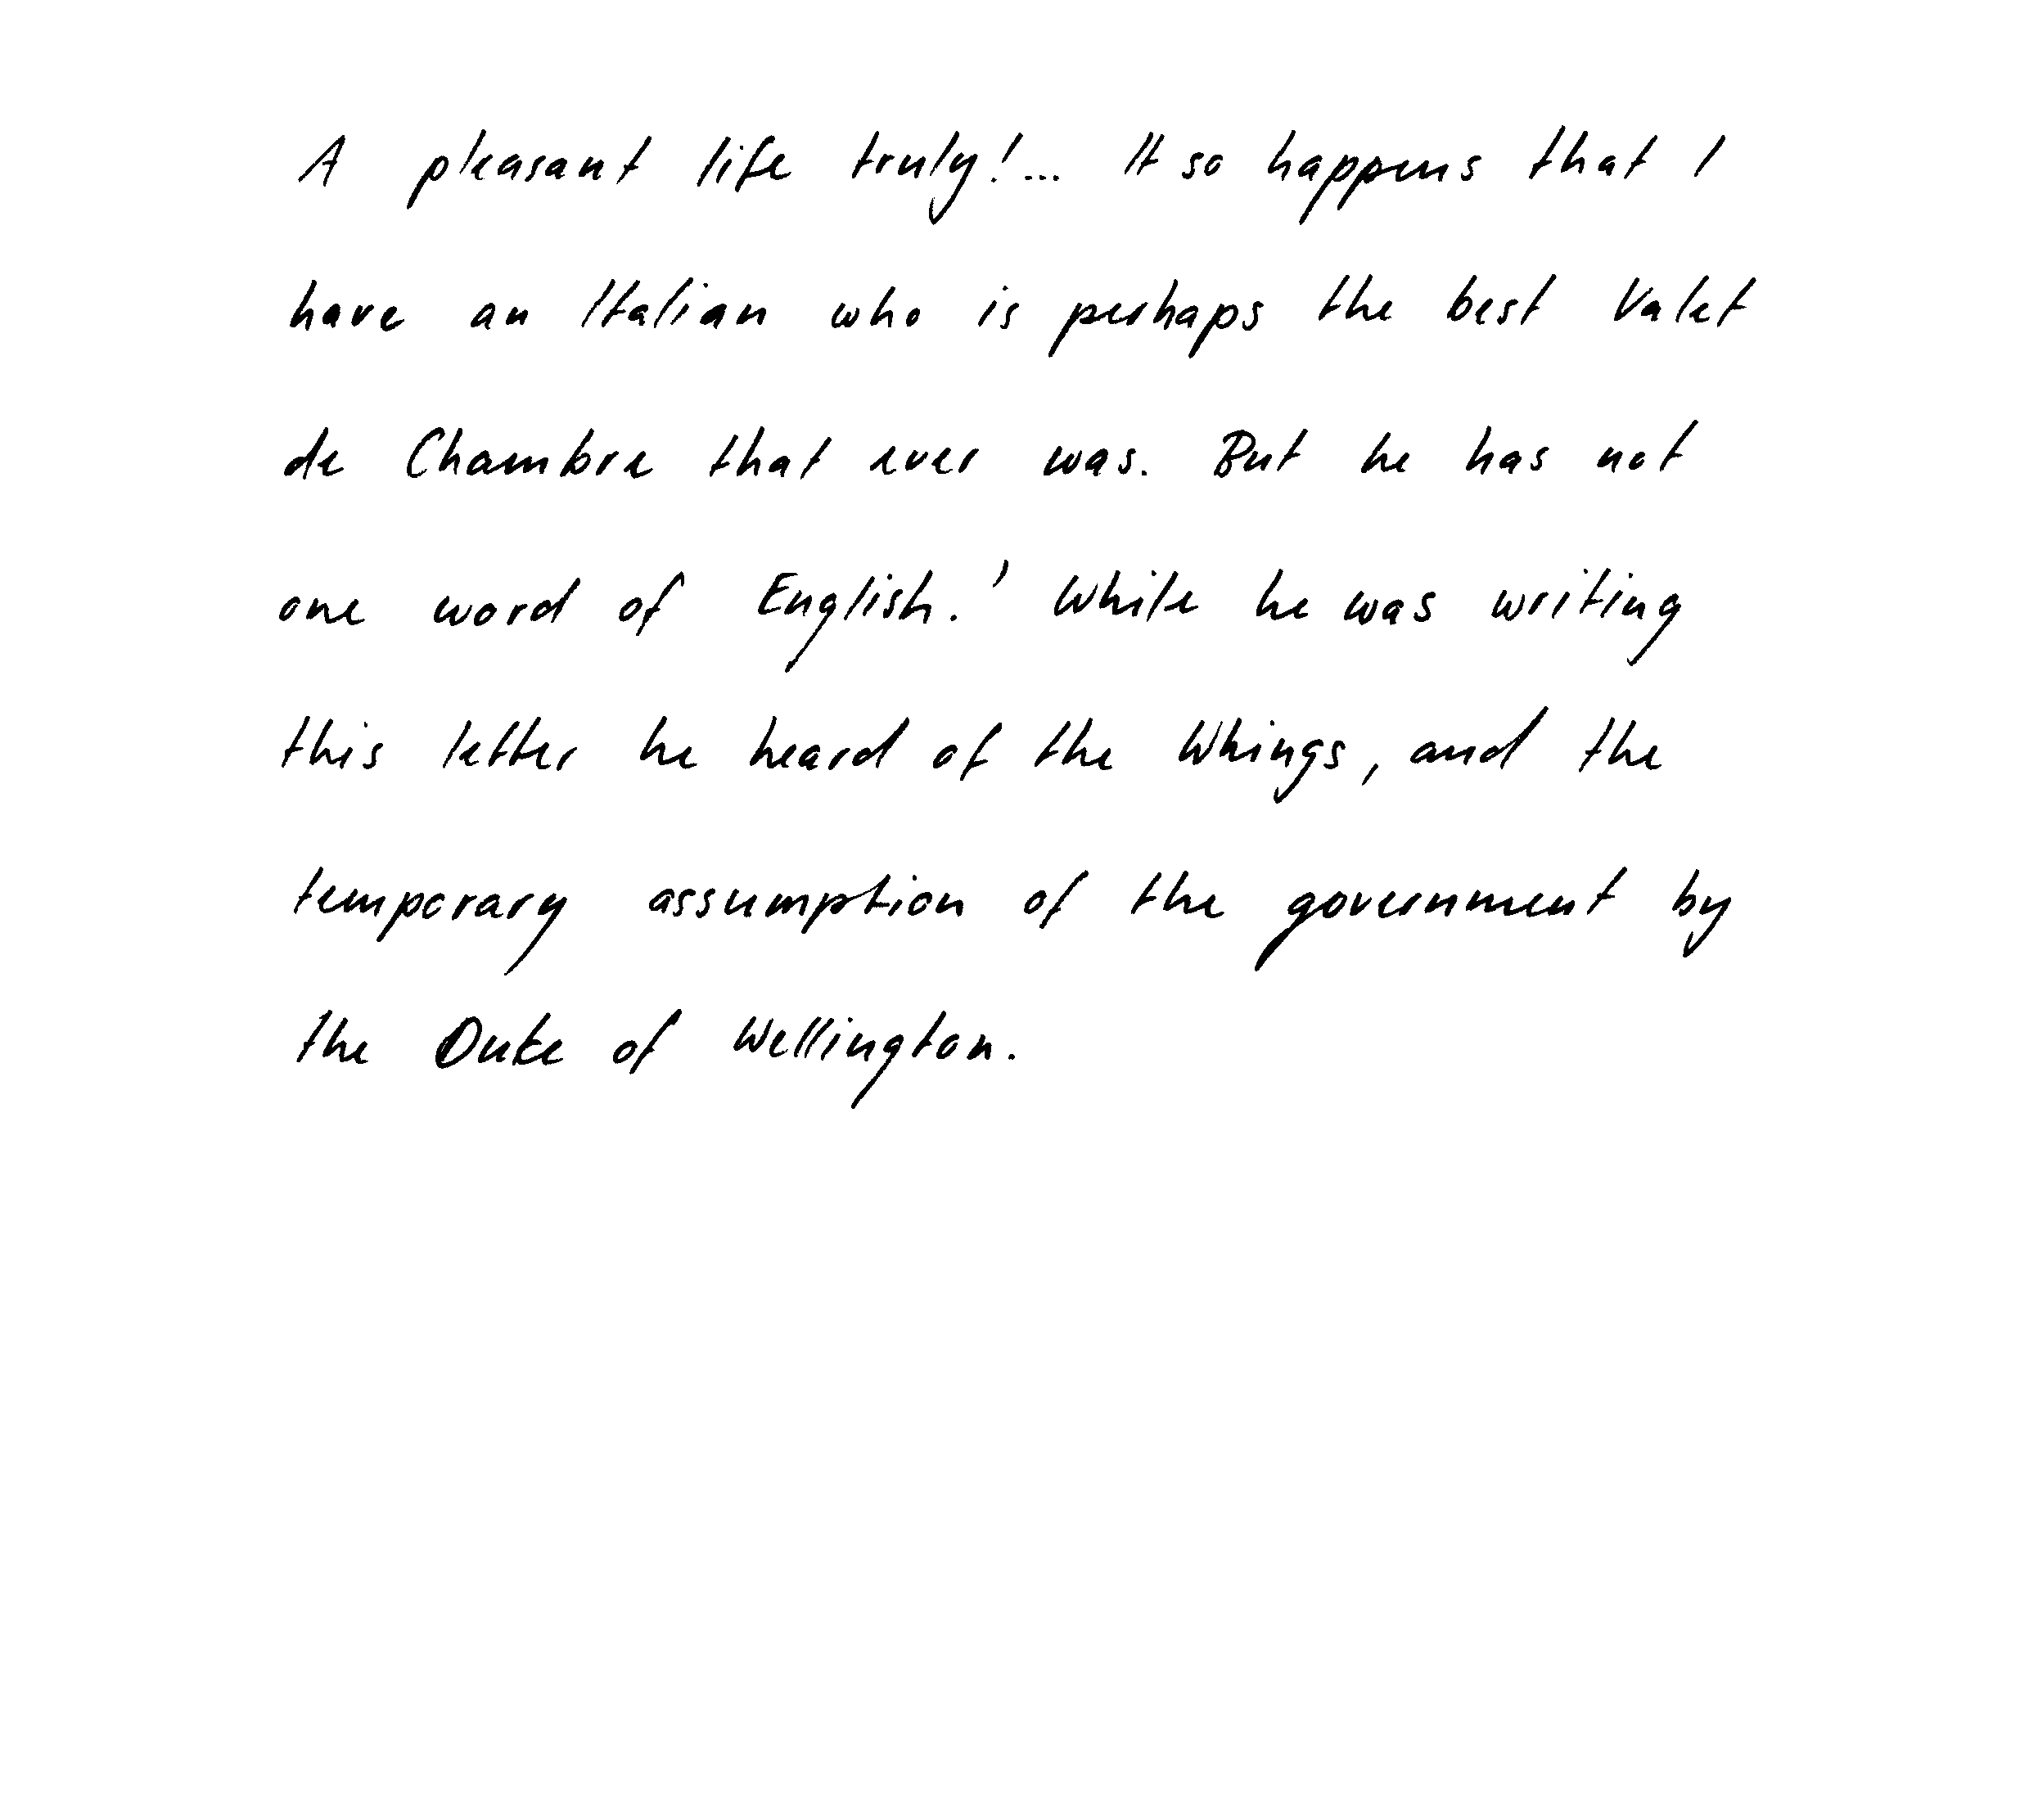 A pleasant life truly!... It so happens that I
have an Italian who is perhaps the best Valet
de Chambre that ever was. But he has not
one word of English.' While he was writing
this letter he heard of the Whings, and the
temporary assumption of the government by
the Duke of Wellington.